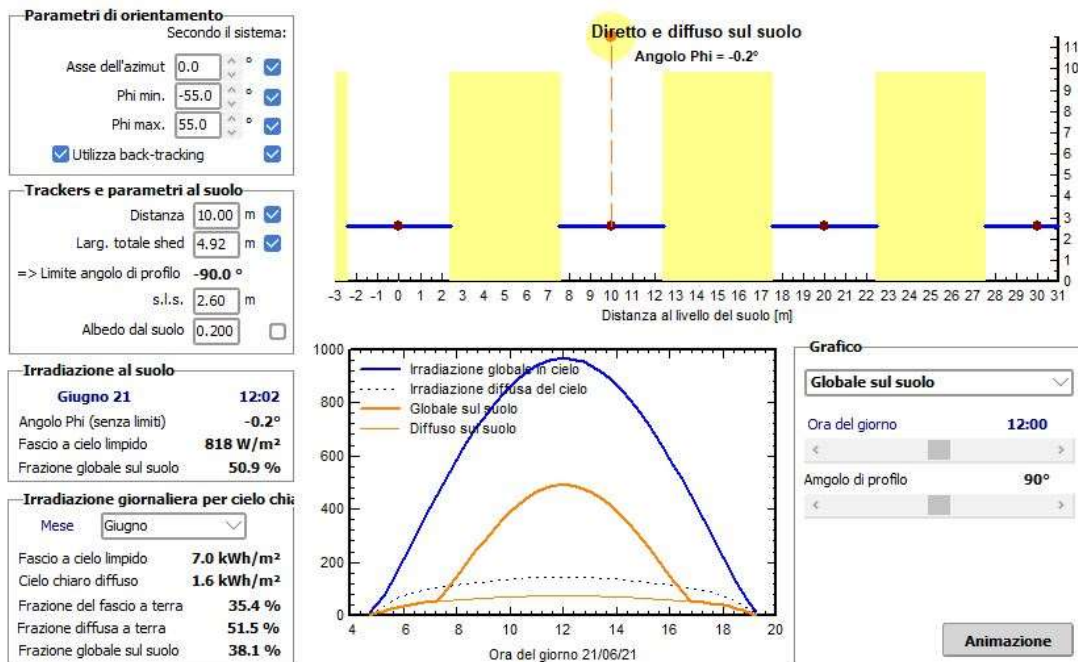 Parametri di orientamento
Secondo il sistema:
Asse dell'azimut 0.0 °
Phi min. -55.0 °
Phi max. 55.0 °
Utilizza back-tracking
Trackers e parametri al suolo
Distanza 10.00 m
Larg. totale shed 4.92 m
=> Limite angolo di profilo -90.0 °
s.l.s. 2.60 m
Albedo dal suolo 0.200
Irradiazione al suolo
Giugno 21 12:02
Angolo Phi (senza limiti) -0.2°
Fascio a cielo limpido 818 W/m²
Frazione globale sul suolo 50.9 %
Irradiazione giornaliera per cielo chia
Mese Giugno
Fascio a cielo limpido 7.0 kWh/m²
Cielo chiaro diffuso 1.6 kWh/m²
Frazione del fascio a terra 35.4 %
Frazione diffusa a terra 51.5 %
Frazione globale sul suolo 38.1 %
Diretto e diffuso sul suolo
Angolo Phi = -0.2°
11
10
9
8
7
6
5
4
3
2
1
0
-3 -2 -1 0 1 2 3 4 5 6 7 8 9 10 11 12 13 14 15 16 17 18 19 20 21 22 23 24 25 26 27 28 29 30 31
Distanza al livello del suolo [m]
1000
800
600
400
200
0
Irradiazione globale in cielo
Irradiazione diffusa del cielo
Globale sul suolo
Diffuso sul suolo
4 6 8 10 12 14 16 18 20
Ora del giorno 21/06/21
Grafico
Globale sul suolo
Ora del giorno 12:00
Amgolo di profilo 90°
Animazione